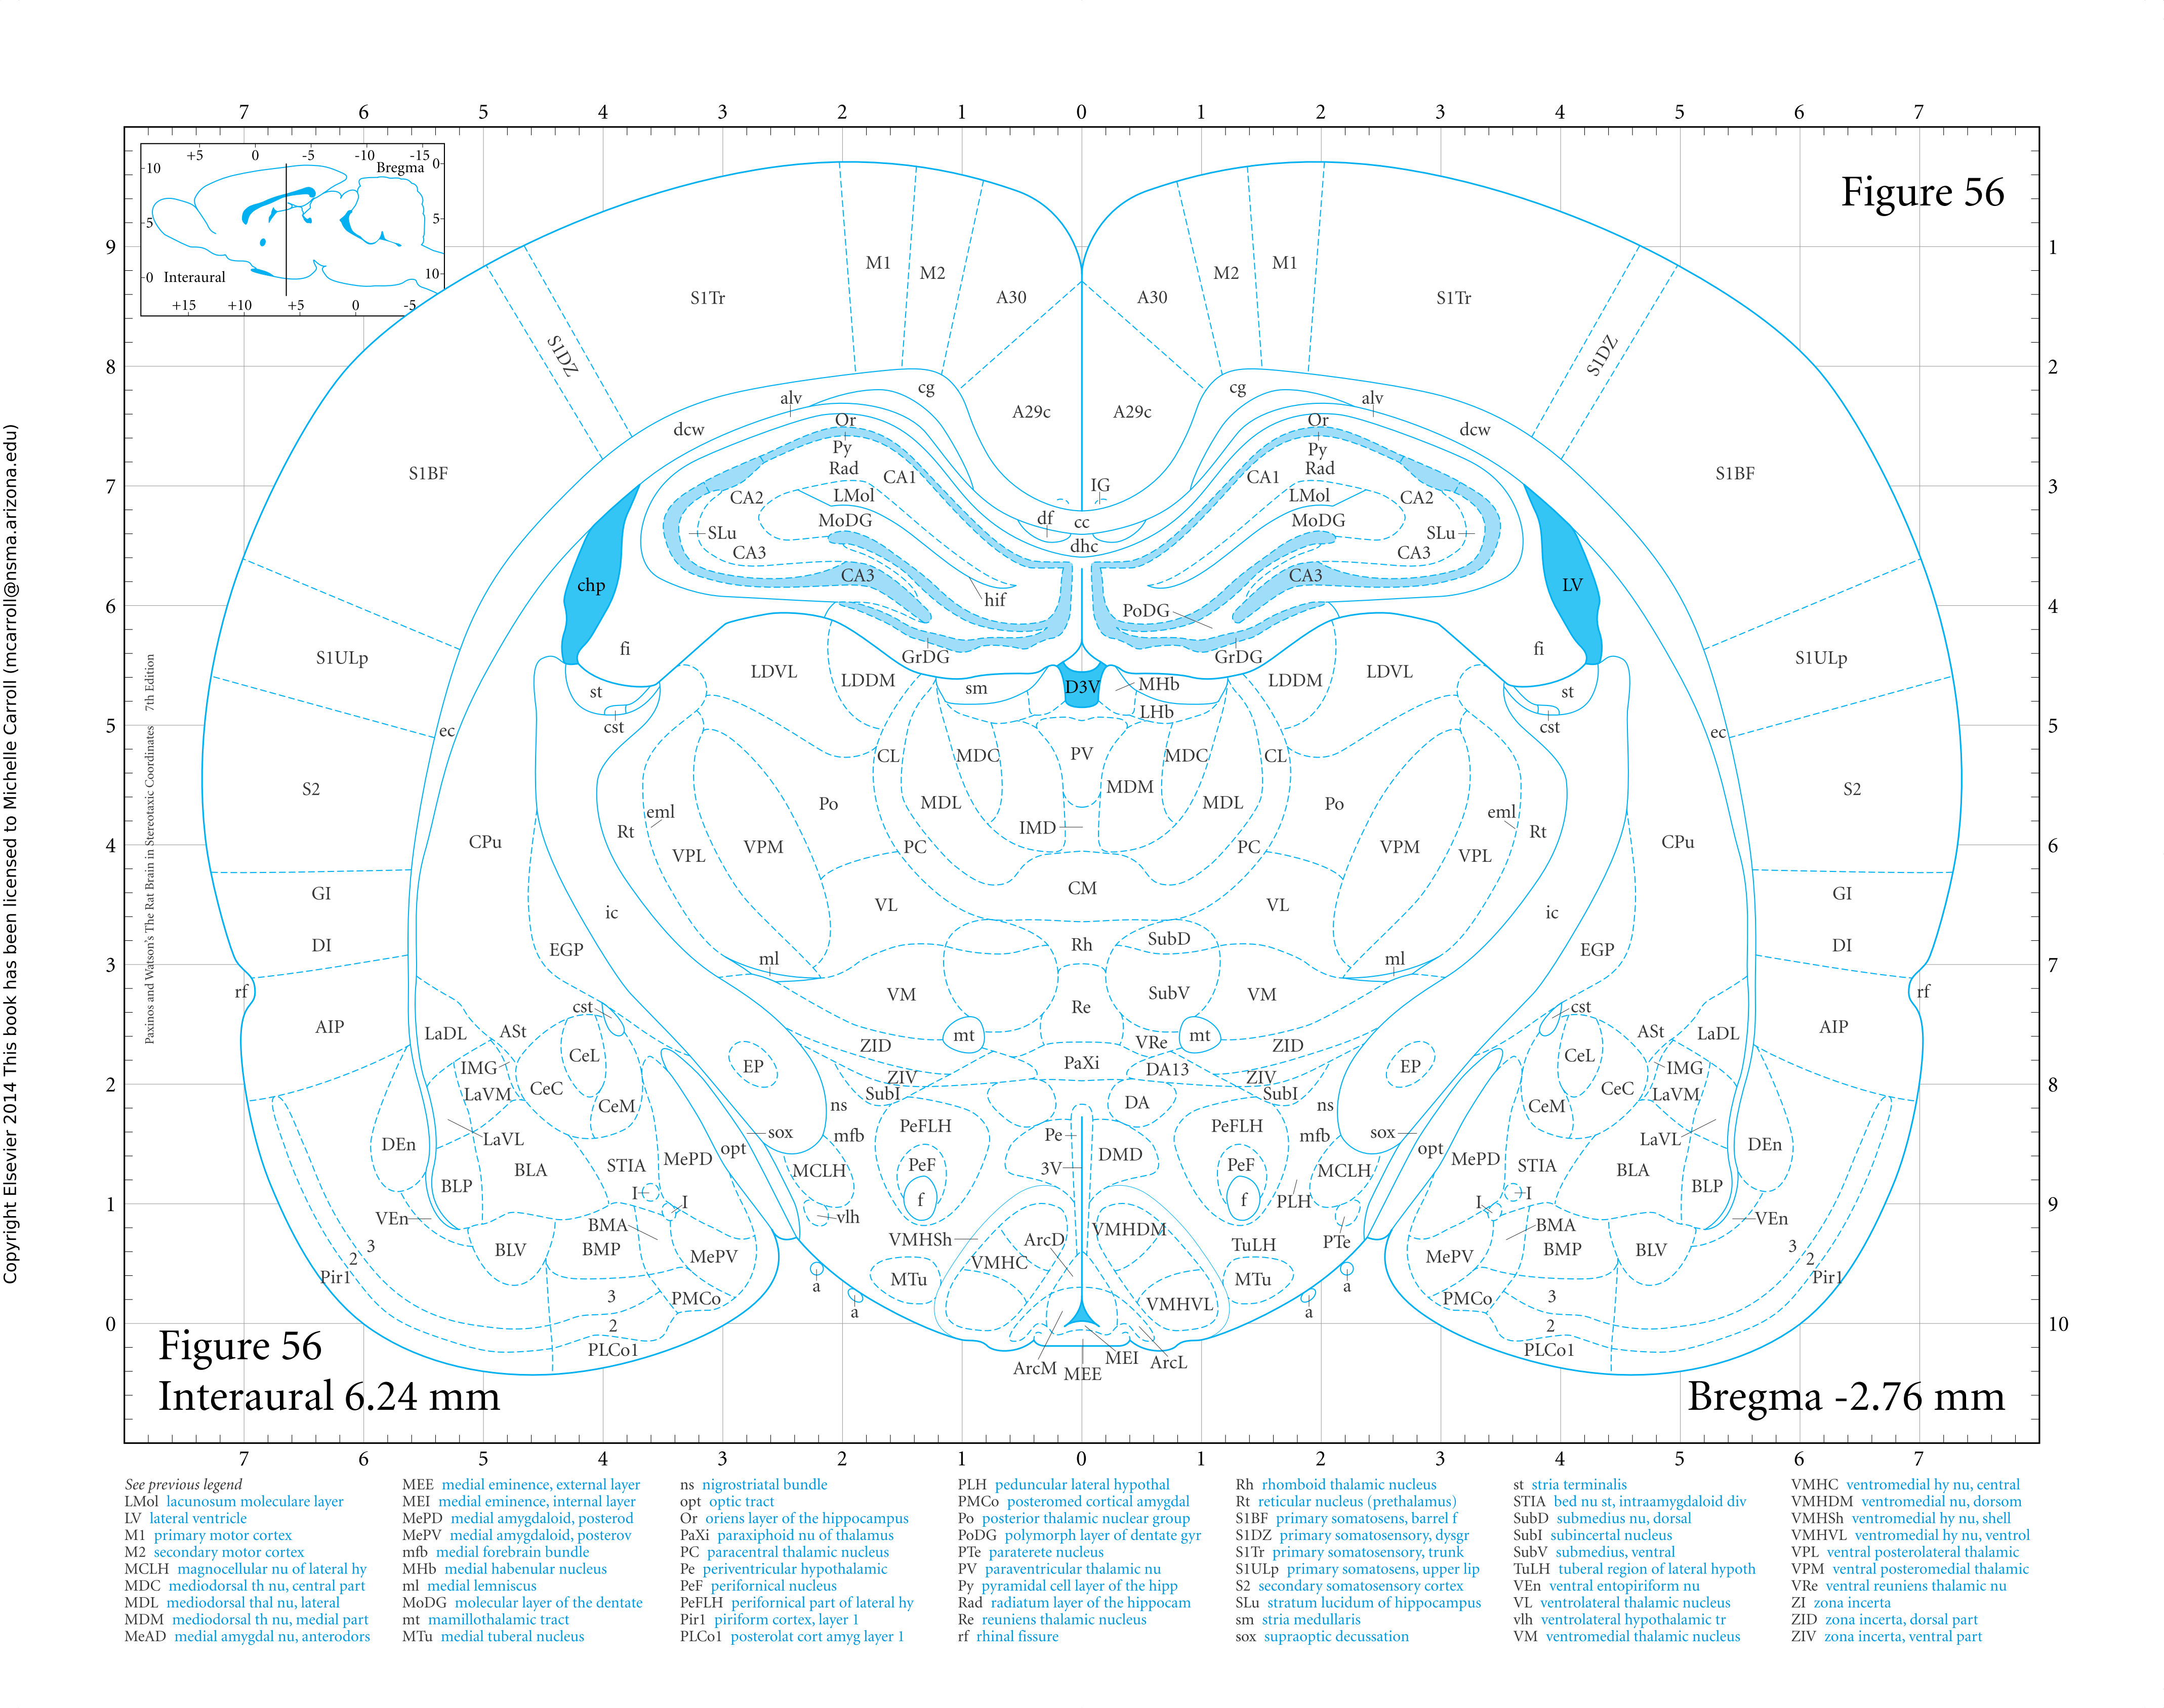 Copyright Elsevier 2014 This book has been licensed to Michelle Carroll (mcarroll@nsma.arizona.edu)
Paxinos and Watson's The Rat Brain in Stereotaxic Coordinates 7th Edition
7 6 5 4 3 2 1 0 1 2 3 4 5 6 7
+5 0 -5 -10 -15
Bregma
10 0
5 5
0 Interaural 10
+15 +10 +5 0 -5
Figure 56
9 1
8 2
7 3
6 4
5 5
4 6
3 7
2 8
1 9
0 10
M1 M2 A30 A30 M2 M1
S1Tr S1Tr
S1DZ S1DZ
cg cg
alv alv
A29c A29c
Or Or
dcw dcw
Py Py
Rad Rad
S1BF CA1 CA1 S1BF
IG
CA2 LMol LMol CA2
MoDG df cc MoDG
SLu SLu
dhc
CA3 CA3
CA3 CA3
chp LV
hif PoDG
fi GrDG GrDG fi
S1ULp S1ULp
LDVL LDDM LDDM LDVL
st sm D3V MHb st
LHb
cst cst
ec ec
CL MDC PV MDC CL
MDM
S2 Po MDL MDL Po S2
eml eml
Rt IMD Rt
CPu CPu
VPL VPM PC PC VPM VPL
CM
GI GI
VL VL
ic ic
DI Rh SubD DI
EGP EGP
ml ml
rf rf
VM SubV VM
Re
cst cst
AIP AIP
LaDL ASt mt mt ASt LaDL
VRe
ZID ZID
CeL CeL
IMG EP PaXi DA13 EP IMG
ZIV ZIV
CeC CeC
LaVM SubI SubI LaVM
CeM ns DA ns CeM
PeFLH PeFLH
sox mfb Pe mfb sox
LaVL LaVL
DEn DEn
opt DMD opt
MePD PeF 3V PeF MePD
STIA STIA
BLA MCLH MCLH BLA
BLP BLP
I I I I
f f PLH
VEn vlh VEn
BMA VMHDM BMA
VMHSh ArcD PTe
3 BLV BMP MePV TuLH MePV BMP BLV 3
2 VMHC 2
Pir1 MTu MTu Pir1
a a
3 PMCo VMHVL PMCo 3
a a
2 2
PLCo1 PLCo1
ArcM MEE MEI ArcL
Figure 56
Interaural 6.24 mm
Bregma -2.76 mm
7 6 5 4 3 2 1 0 1 2 3 4 5 6 7
See previous legend
LMol lacunosum moleculare layer
LV lateral ventricle
M1 primary motor cortex
M2 secondary motor cortex
MCLH magnocellular nu of lateral hy
MDC mediodorsal th nu, central part
MDL mediodorsal thal nu, lateral
MDM mediodorsal th nu, medial part
MeAD medial amygdal nu, anterodors
MEE medial eminence, external layer
MEI medial eminence, internal layer
MePD medial amygdaloid, posterod
MePV medial amygdaloid, posterov
mfb medial forebrain bundle
MHb medial habenular nucleus
ml medial lemniscus
MoDG molecular layer of the dentate
mt mamillothalamic tract
MTu medial tuberal nucleus
ns nigrostriatal bundle
opt optic tract
Or oriens layer of the hippocampus
PaXi paraxiphoid nu of thalamus
PC paracentral thalamic nucleus
Pe periventricular hypothalamic
PeF perifornical nucleus
PeFLH perifornical part of lateral hy
Pir1 piriform cortex, layer 1
PLCo1 posterolat cort amyg layer 1
PLH peduncular lateral hypothal
PMCo posteromed cortical amygdal
Po posterior thalamic nuclear group
PoDG polymorph layer of dentate gyr
PTe paraterete nucleus
PV paraventricular thalamic nu
Py pyramidal cell layer of the hipp
Rad radiatum layer of the hippocam
Re reuniens thalamic nucleus
rf rhinal fissure
Rh rhomboid thalamic nucleus
Rt reticular nucleus (prethalamus)
S1BF primary somatosens, barrel f
S1DZ primary somatosensory, dysgr
S1Tr primary somatosensory, trunk
S1ULp primary somatosens, upper lip
S2 secondary somatosensory cortex
SLu stratum lucidum of hippocampus
sm stria medullaris
sox supraoptic decussation
st stria terminalis
STIA bed nu st, intraamygdaloid div
SubD submedius nu, dorsal
SubI subincertal nucleus
SubV submedius, ventral
TuLH tuberal region of lateral hypoth
VEn ventral entopiriform nu
VL ventrolateral thalamic nucleus
vlh ventrolateral hypothalamic tr
VM ventromedial thalamic nucleus
VMHC ventromedial hy nu, central
VMHDM ventromedial nu, dorsom
VMHSh ventromedial hy nu, shell
VMHVL ventromedial hy nu, ventrol
VPL ventral posterolateral thalamic
VPM ventral posteromedial thalamic
VRe ventral reuniens thalamic nu
ZI zona incerta
ZID zona incerta, dorsal part
ZIV zona incerta, ventral part